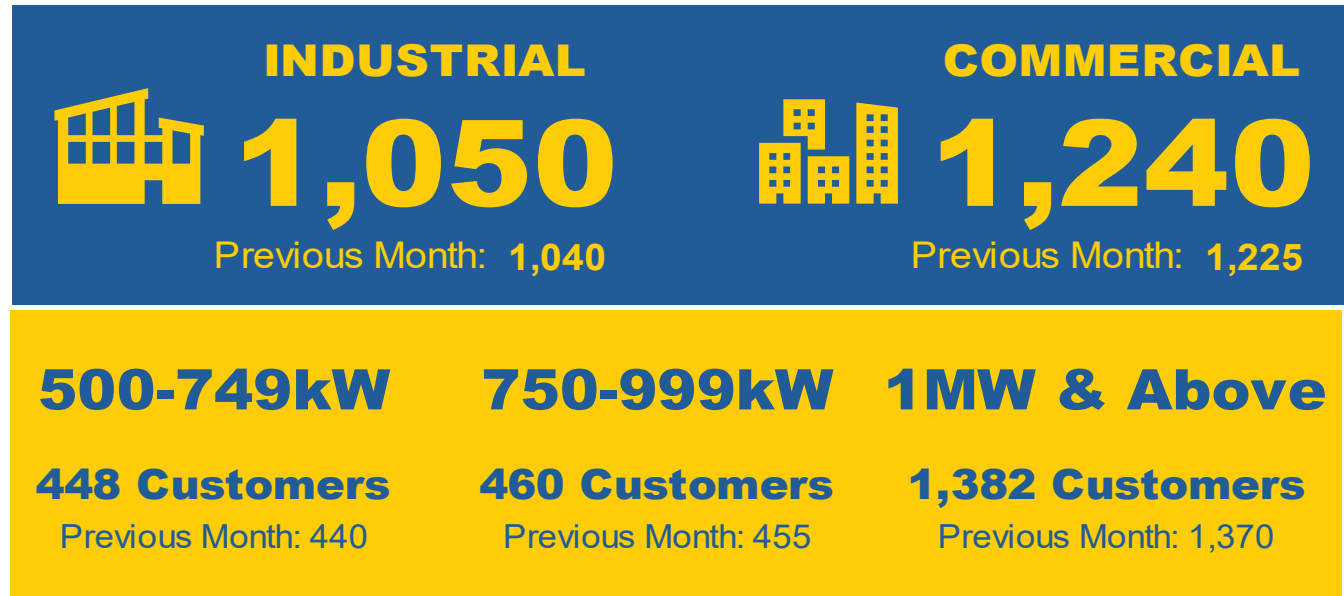 INDUSTRIAL
1,050
Previous Month: 1,040
COMMERCIAL
1,240
Previous Month: 1,225
500-749kW
448 Customers
Previous Month: 440
750-999kW
460 Customers
Previous Month: 455
1MW & Above
1,382 Customers
Previous Month: 1,370